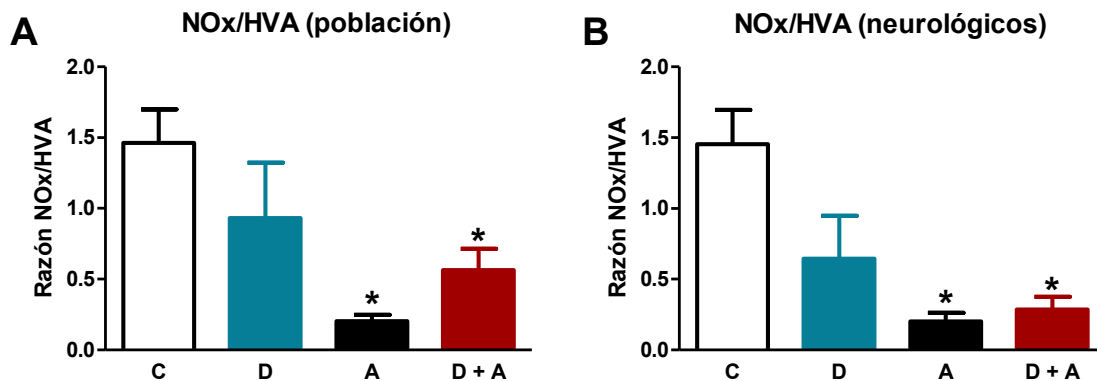 A
NOx/HVA (población)
Razón NOx/HVA
2.0
1.5
1.0
0.5
0.0
*
*
C D A D + A
B
NOx/HVA (neurológicos)
Razón NOx/HVA
2.0
1.5
1.0
0.5
0.0
*
*
C D A D + A